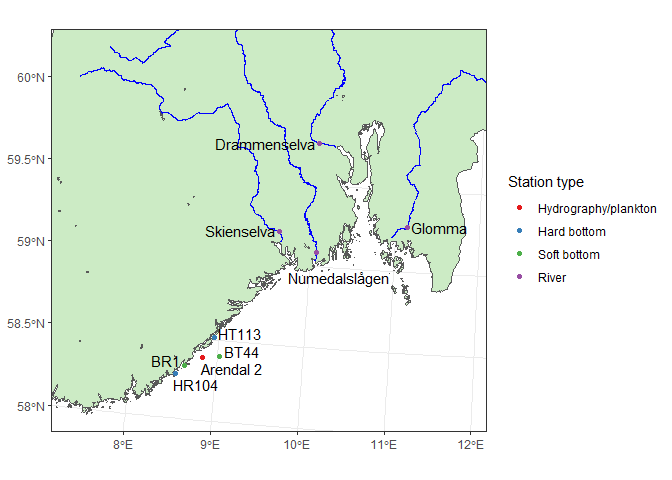 60°N
59.5°N
59°N
58.5°N
58°N
Drammenselva
Skienselva
Glomma
Numedalslågen
HT113
BR1
BT44
Arendal 2
HR104
8°E
9°E
10°E
11°E
12°E
Station type
Hydrography/plankton
Hard bottom
Soft bottom
River